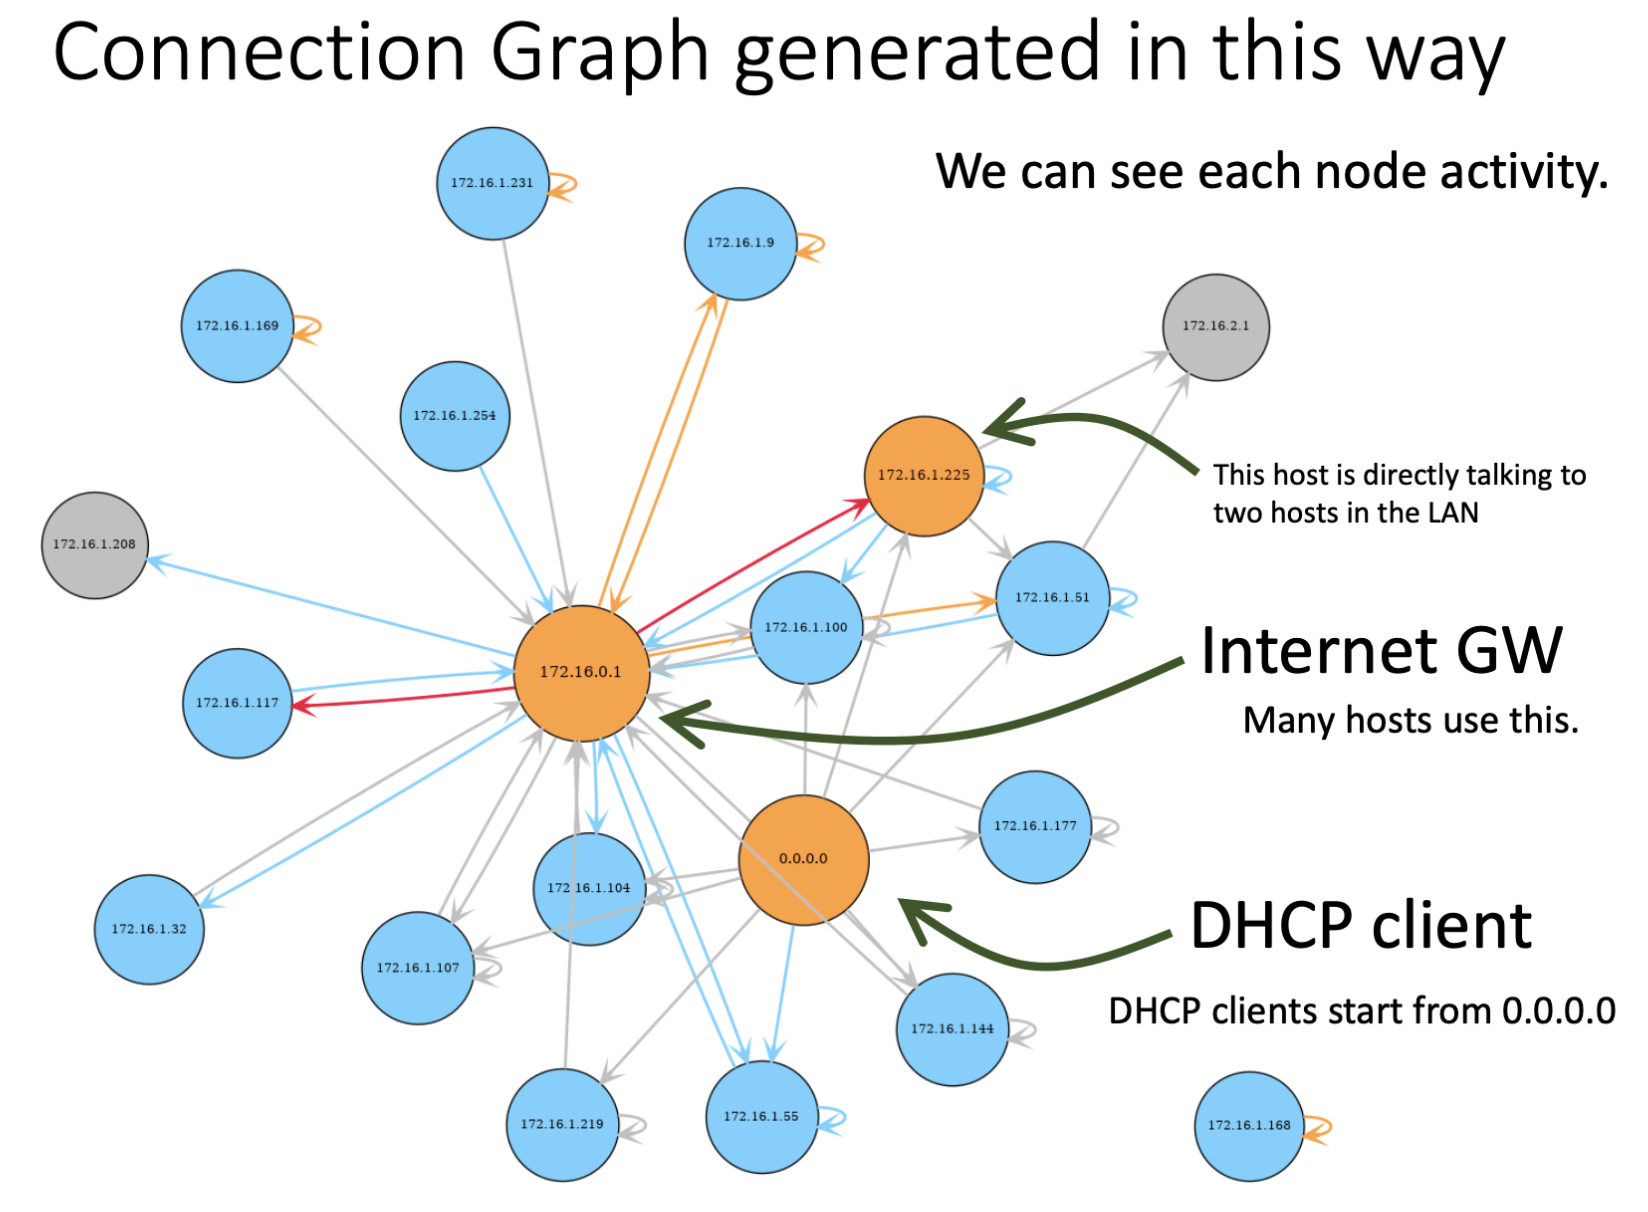 Connection Graph generated in this way
We can see each node activity.
172.16.1.231
172.16.1.9
172.16.1.169
172.16.2.1
172.16.1.254
172.16.1.225
This host is directly talking to
two hosts in the LAN
172.16.1.208
172.16.1.51
172.16.1.100
Internet GW
172.16.0.1
172.16.1.117
Many hosts use this.
172.16.1.177
0.0.0.0
172.16.1.104
DHCP client
172.16.1.32
172.16.1.107
DHCP clients start from 0.0.0.0
172.16.1.144
172.16.1.55
172.16.1.219
172.16.1.168